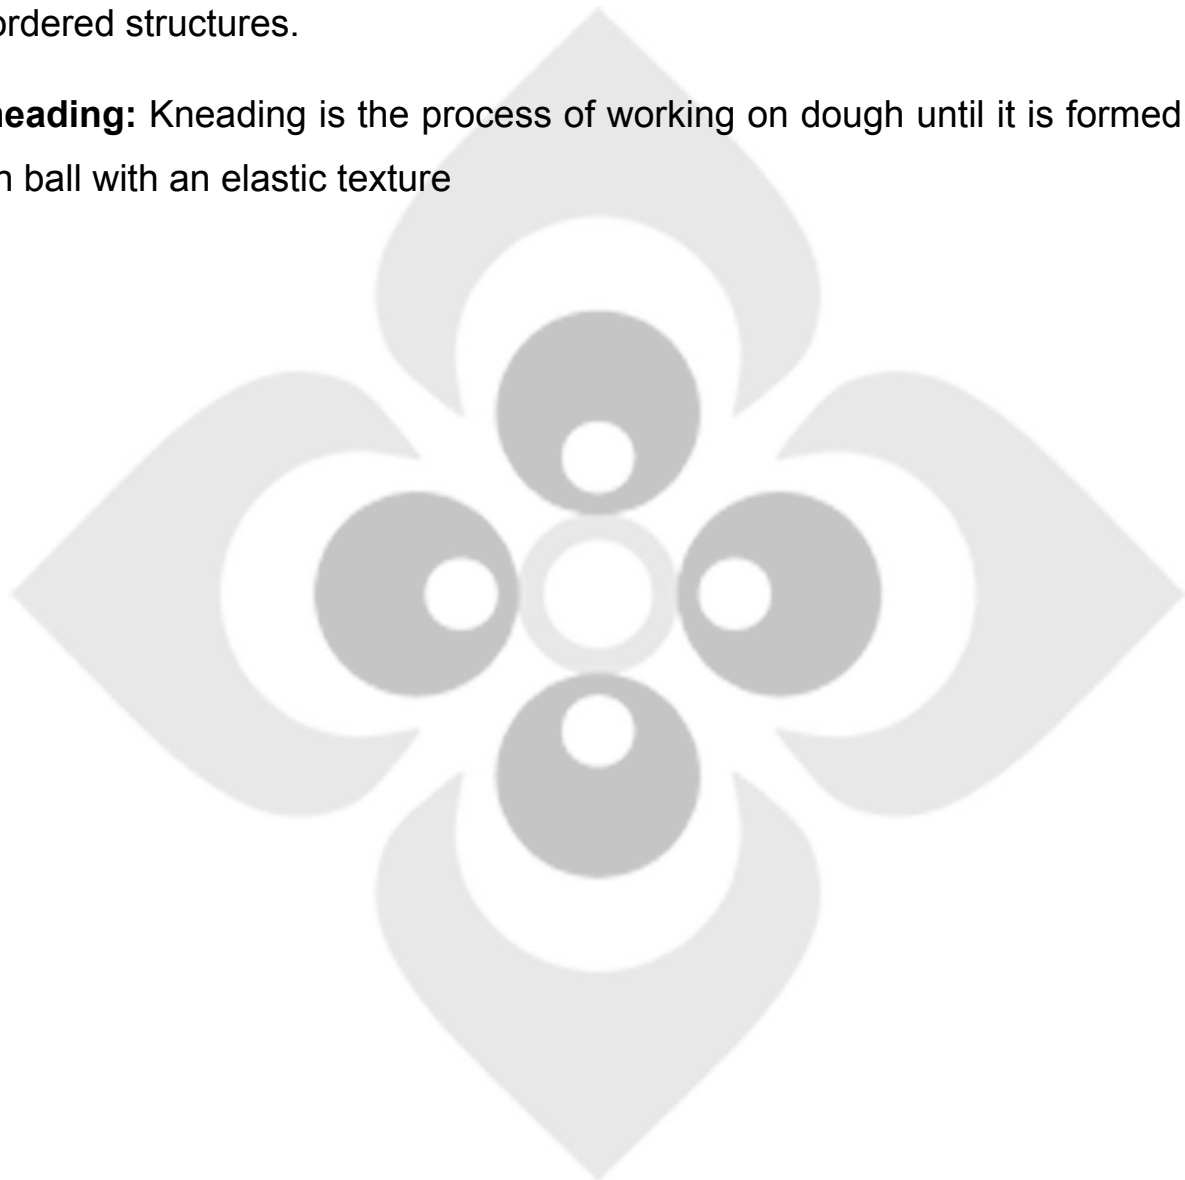 ordered structures.
neading: Kneading is the process of working on dough until it is formed
n ball with an elastic texture